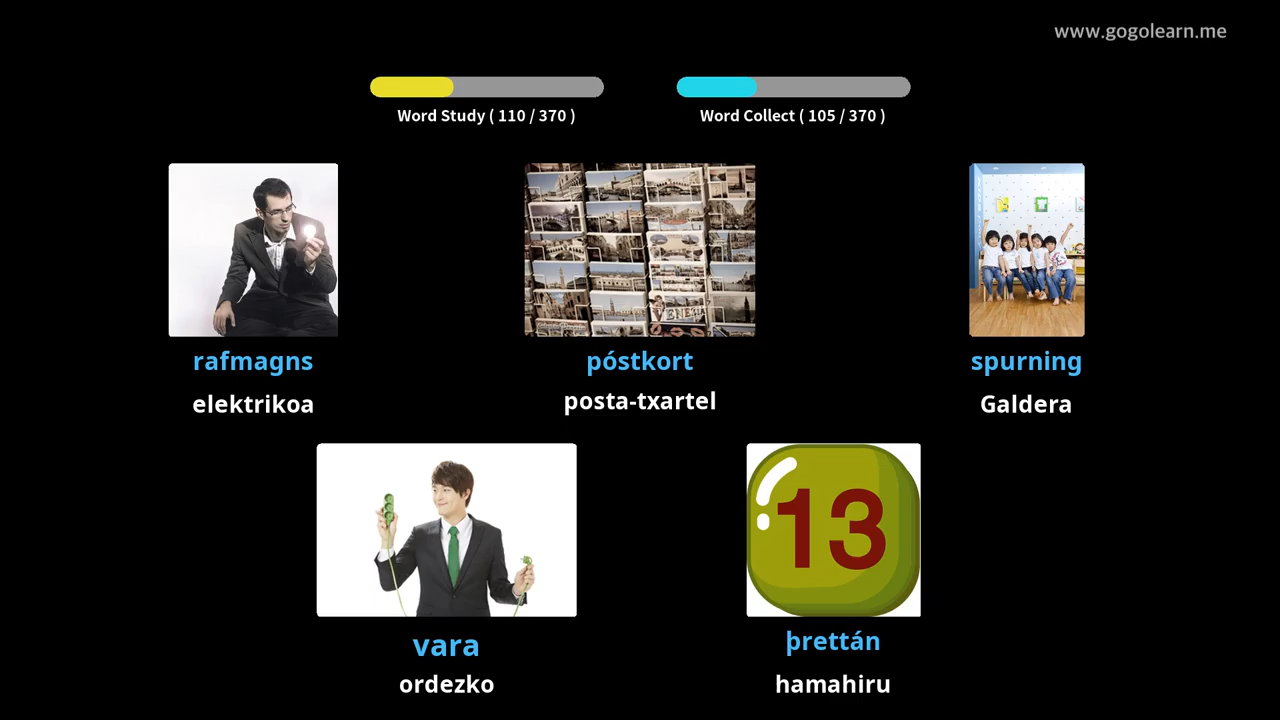 www.gogolearn.me
Word Study ( 110 / 370 )
Word Collect ( 105 / 370 )
VENE
rafmagns
elektrikoa
póstkort
posta-txartel
spurning
Galdera
13
vara
ordezko
þrettán
hamahiru